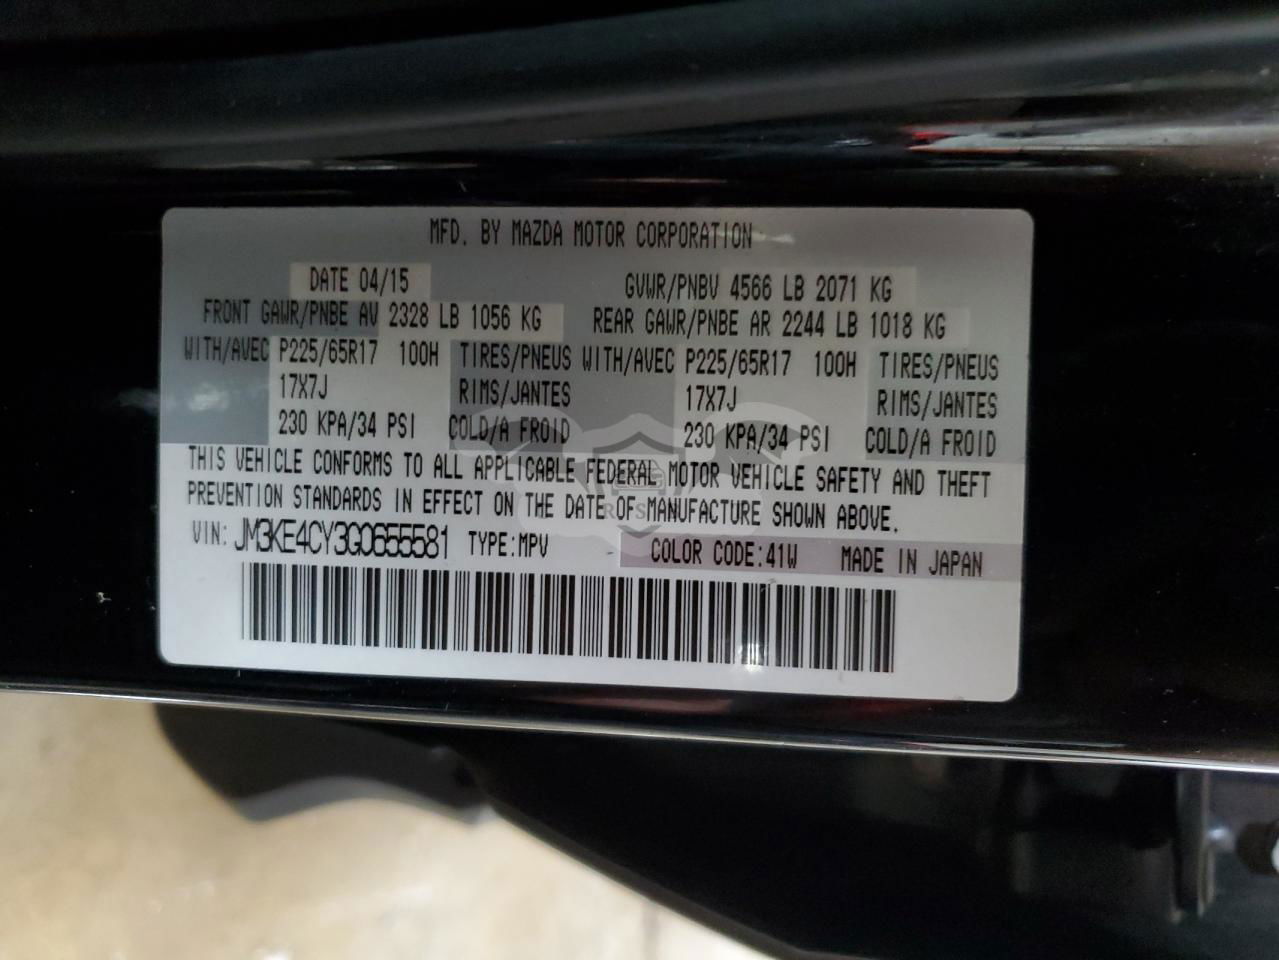 MFD. BY MAZDA MOTOR CORPORATION
DATE 04/15 GVWR/PNBV 4566 LB 2071 KG
FRONT GAWR/PNBE AV 2328 LB 1056 KG REAR GAWR/PNBE AR 2244 LB 1018 KG
WITH/AVEC P225/65R17 100H TIRES/PNEUS WITH/AVEC P225/65R17 100H TIRES/PNEUS
17X7J RIMS/JANTES 17X7J RIMS/JANTES
230 KPA/34 PSI COLD/A FROID 230 KPA/34 PSI COLD/A FROID
THIS VEHICLE CONFORMS TO ALL APPLICABLE FEDERAL MOTOR VEHICLE SAFETY AND THEFT
PREVENTION STANDARDS IN EFFECT ON THE DATE OF MANUFACTURE SHOWN ABOVE.
VIN: JM3KE4CY3G0655581 TYPE:MPV COLOR CODE:41W MADE IN JAPAN